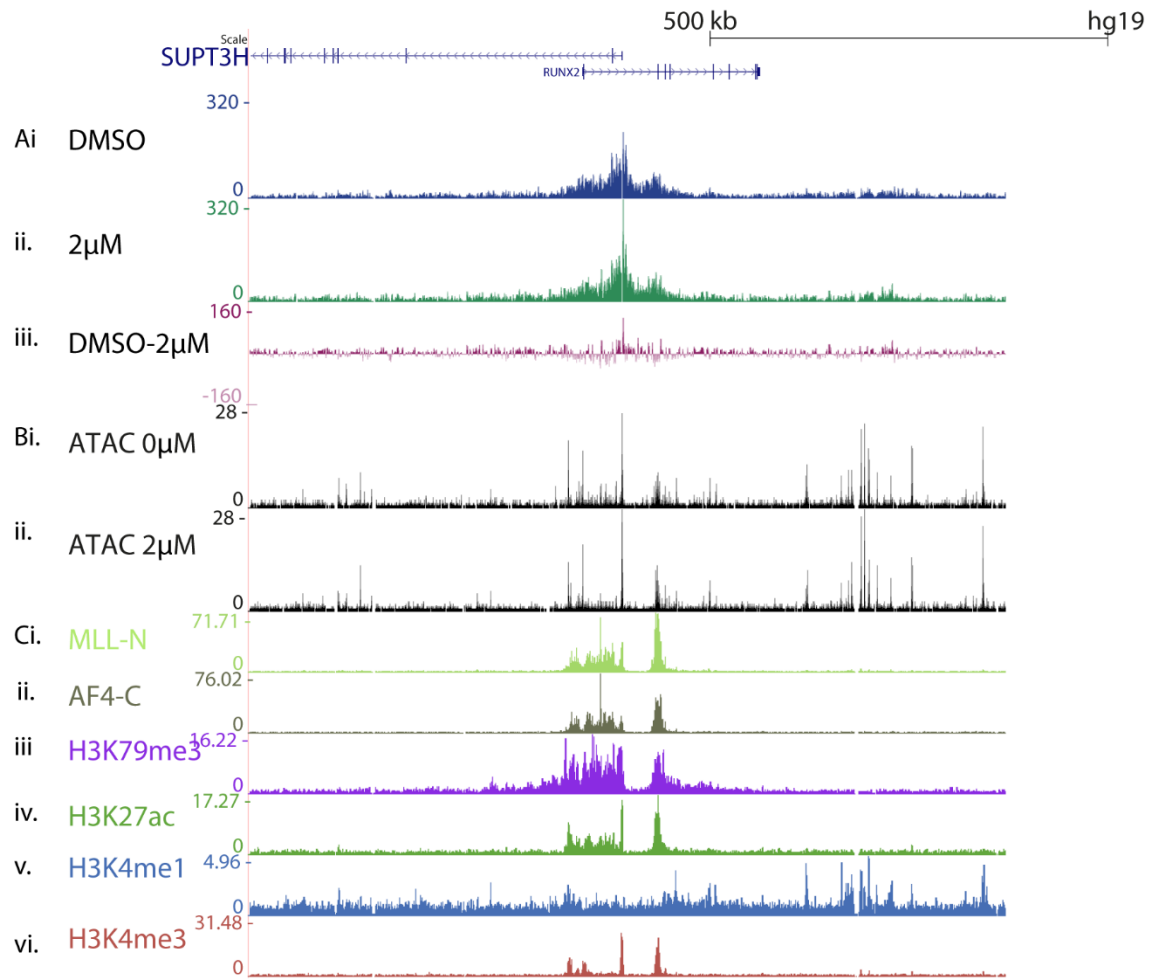 500 kb hg19
Scale
SUPT3H
RUNX2
320 -
Ai DMSO
0
320 -
ii. 2µM
0
160 -
iii. DMSO-2µM
-160
28 -
Bi. ATAC 0µM
0
28 -
ii. ATAC 2µM
0
Ci. MLL-N 71.71 -
0
ii. AF4-C 76.02 -
0
iii H3K79me3 16.22 -
0
iv. H3K27ac 17.27 -
0
v. H3K4me1 4.96 -
0
vi. H3K4me3 31.48 -
0